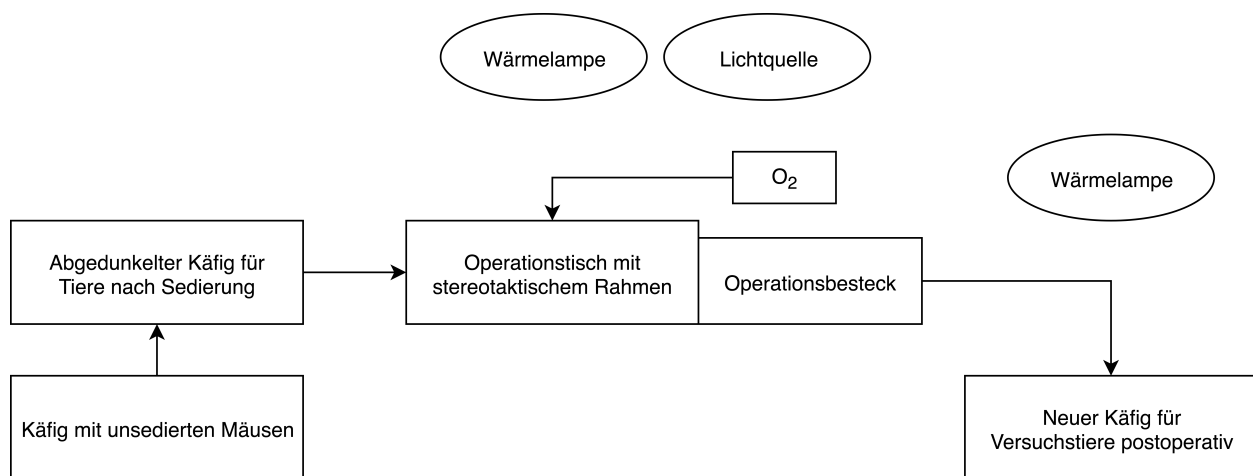 Wärmelampe
Lichtquelle
O₂
Wärmelampe
Abgedunkelter Käfig für
Tiere nach Sedierung
Operationstisch mit
stereotaktischem Rahmen
Operationsbesteck
Käfig mit unsedierten Mäusen
Neuer Käfig für
Versuchstiere postoperativ